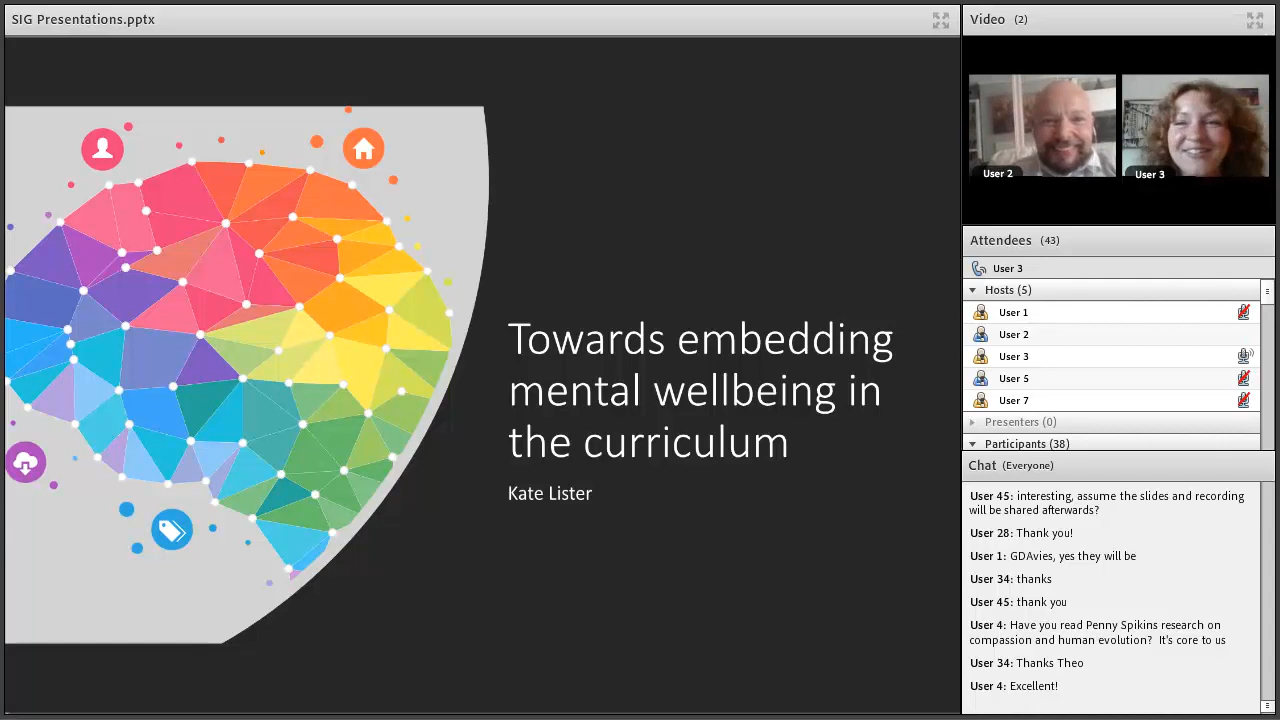 SIG Presentations.pptx
Towards embedding
mental wellbeing in
the curriculum
Kate Lister
Video (2)
User 2
User 3
Attendees (43)
User 3
Hosts (5)
User 1
User 2
User 3
User 5
User 7
Presenters (0)
Participants (38)
Chat (Everyone)
User 45: interesting, assume the slides and recording
will be shared afterwards?
User 28: Thank you!
User 1: GDAvies, yes they will be
User 34: thanks
User 45: thank you
User 4: Have you read Penny Spikins research on
compassion and human evolution? It's core to us
User 34: Thanks Theo
User 4: Excellent!